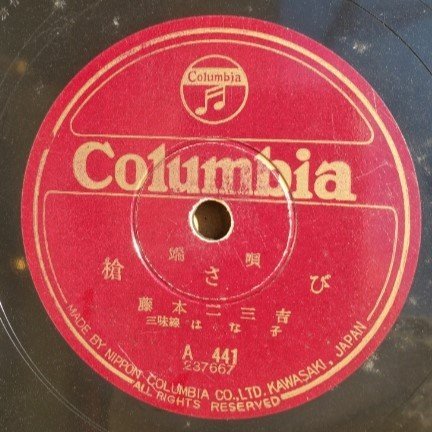 Columbia
Columbia
端唄
槍さび
藤本二三吉
三味線 はな子
A 441
237667
MADE BY NIPPON COLUMBIA CO., LTD. KAWASAKI, JAPAN
ALL RIGHTS RESERVED